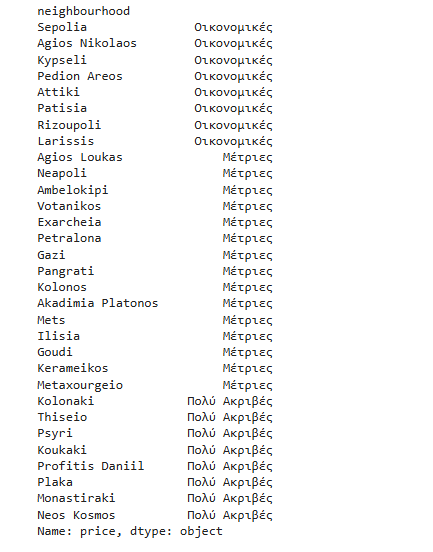 neighbourhood
Sepolia Οικονομικές
Agios Nikolaos Οικονομικές
Kypseli Οικονομικές
Pedion Areos Οικονομικές
Attiki Οικονομικές
Patisia Οικονομικές
Rizoupoli Οικονομικές
Larissis Οικονομικές
Agios Loukas Μέτριες
Neapoli Μέτριες
Ambelokipi Μέτριες
Votanikos Μέτριες
Exarcheia Μέτριες
Petralona Μέτριες
Gazi Μέτριες
Pangrati Μέτριες
Kolonos Μέτριες
Akadimia Platonos Μέτριες
Mets Μέτριες
Ilisia Μέτριες
Goudi Μέτριες
Kerameikos Μέτριες
Metaxourgeio Μέτριες
Kolonaki Πολύ Ακριβές
Thiseio Πολύ Ακριβές
Psyri Πολύ Ακριβές
Koukaki Πολύ Ακριβές
Profitis Daniil Πολύ Ακριβές
Plaka Πολύ Ακριβές
Monastiraki Πολύ Ακριβές
Neos Kosmos Πολύ Ακριβές
Name: price, dtype: object